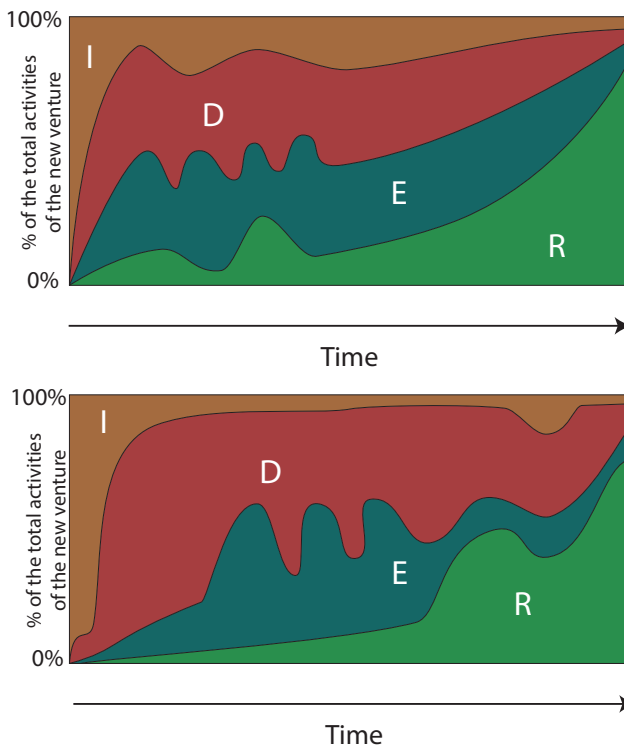 100%
I
D
E
R
% of the total activities
of the new venture
0%
Time
100%
I
D
E
R
% of the total activities
of the new venture
0%
Time